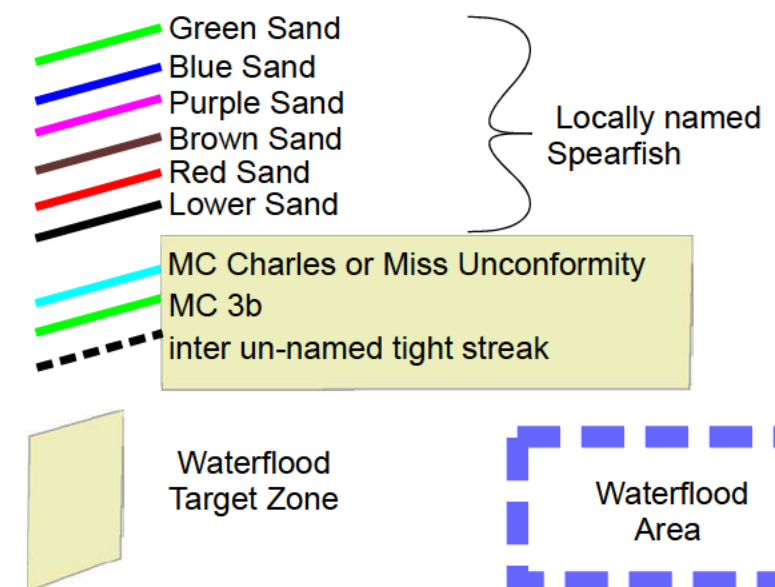 Green Sand
Blue Sand
Purple Sand
Brown Sand
Red Sand
Lower Sand
Locally named
Spearfish
MC Charles or Miss Unconformity
MC 3b
inter un-named tight streak
Waterflood
Target Zone
Waterflood
Area